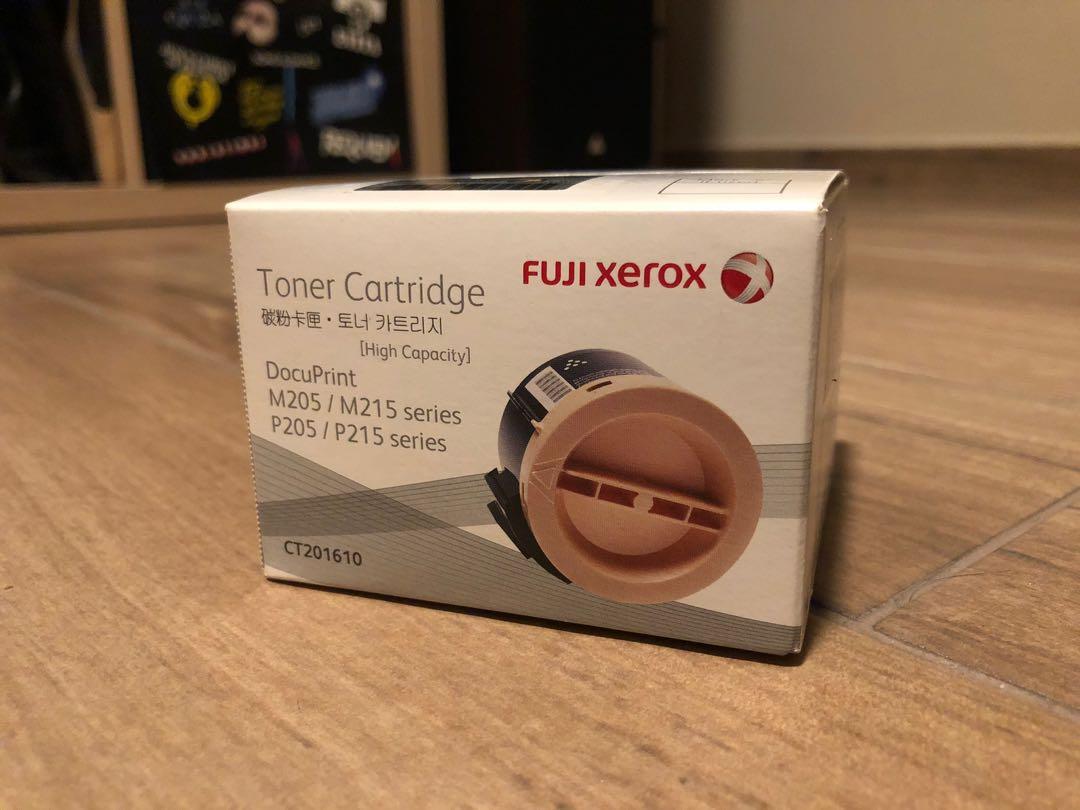 FUJI xerox
Toner Cartridge
碳粉卡匣・토너 카트리지
[High Capacity]
DocuPrint
M205 / M215 series
P205 / P215 series
CT201610